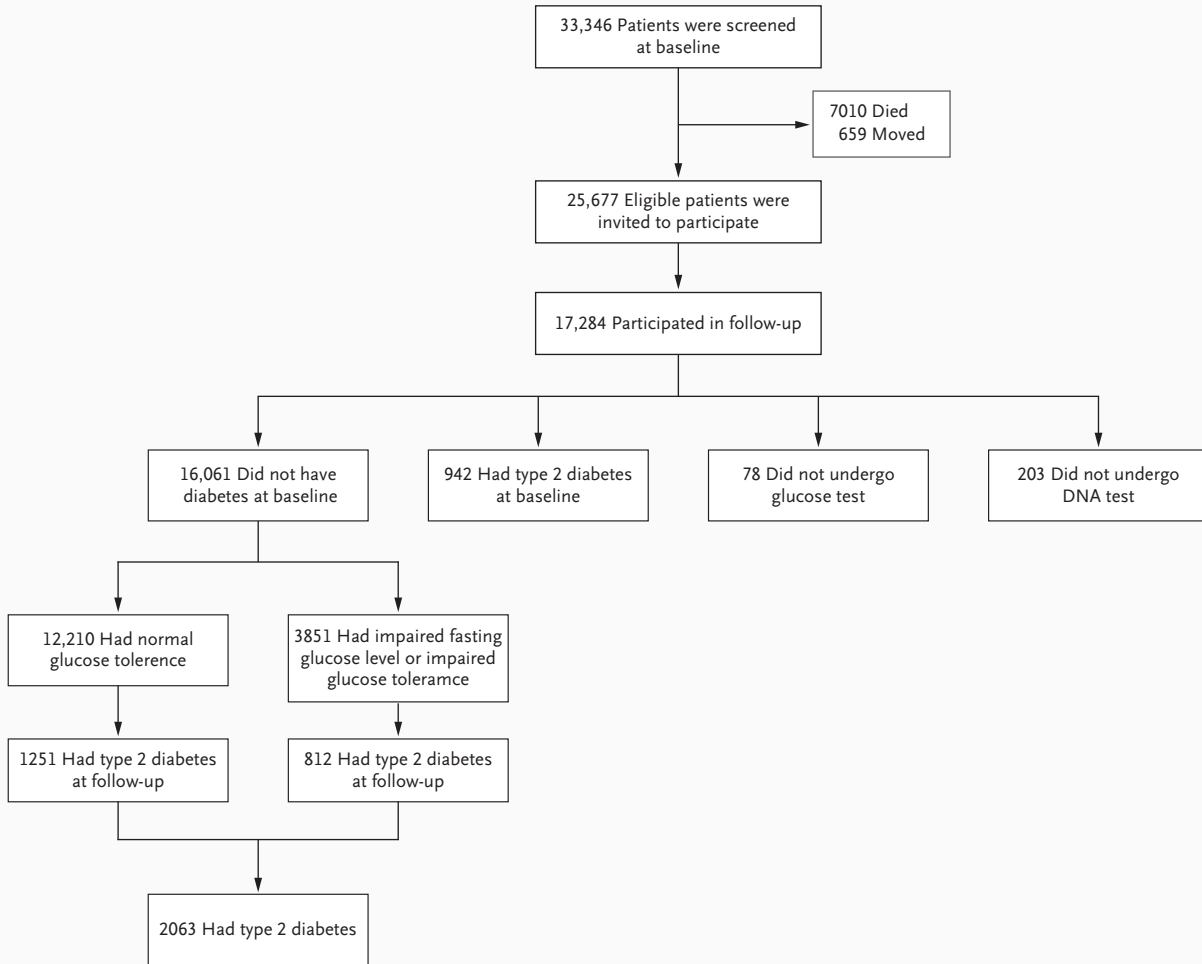 33,346 Patients were screened
at baseline
7010 Died
659 Moved
25,677 Eligible patients were
invited to participate
17,284 Participated in follow-up
16,061 Did not have
diabetes at baseline
942 Had type 2 diabetes
at baseline
78 Did not undergo
glucose test
203 Did not undergo
DNA test
12,210 Had normal
glucose tolerence
3851 Had impaired fasting
glucose level or impaired
glucose toleramce
1251 Had type 2 diabetes
at follow-up
812 Had type 2 diabetes
at follow-up
2063 Had type 2 diabetes